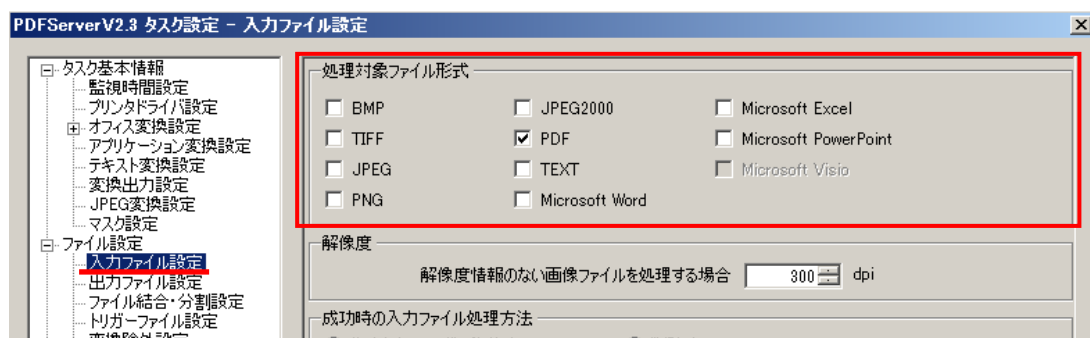 PDFServerV2.3 タスク設定 - 入力ファイル設定
タスク基本情報
監視時間設定
プリンタドライバ設定
オフィス変換設定
アプリケーション変換設定
テキスト変換設定
変換出力設定
JPEG変換設定
マスク設定
ファイル設定
入力ファイル設定
出力ファイル設定
ファイル結合・分割設定
トリガーファイル設定
変換除外設定
処理対象ファイル形式
BMP JPEG2000 Microsoft Excel
TIFF PDF Microsoft PowerPoint
JPEG TEXT Microsoft Visio
PNG Microsoft Word
解像度
解像度情報のない画像ファイルを処理する場合 300 dpi
成功時の入力ファイル処理方法